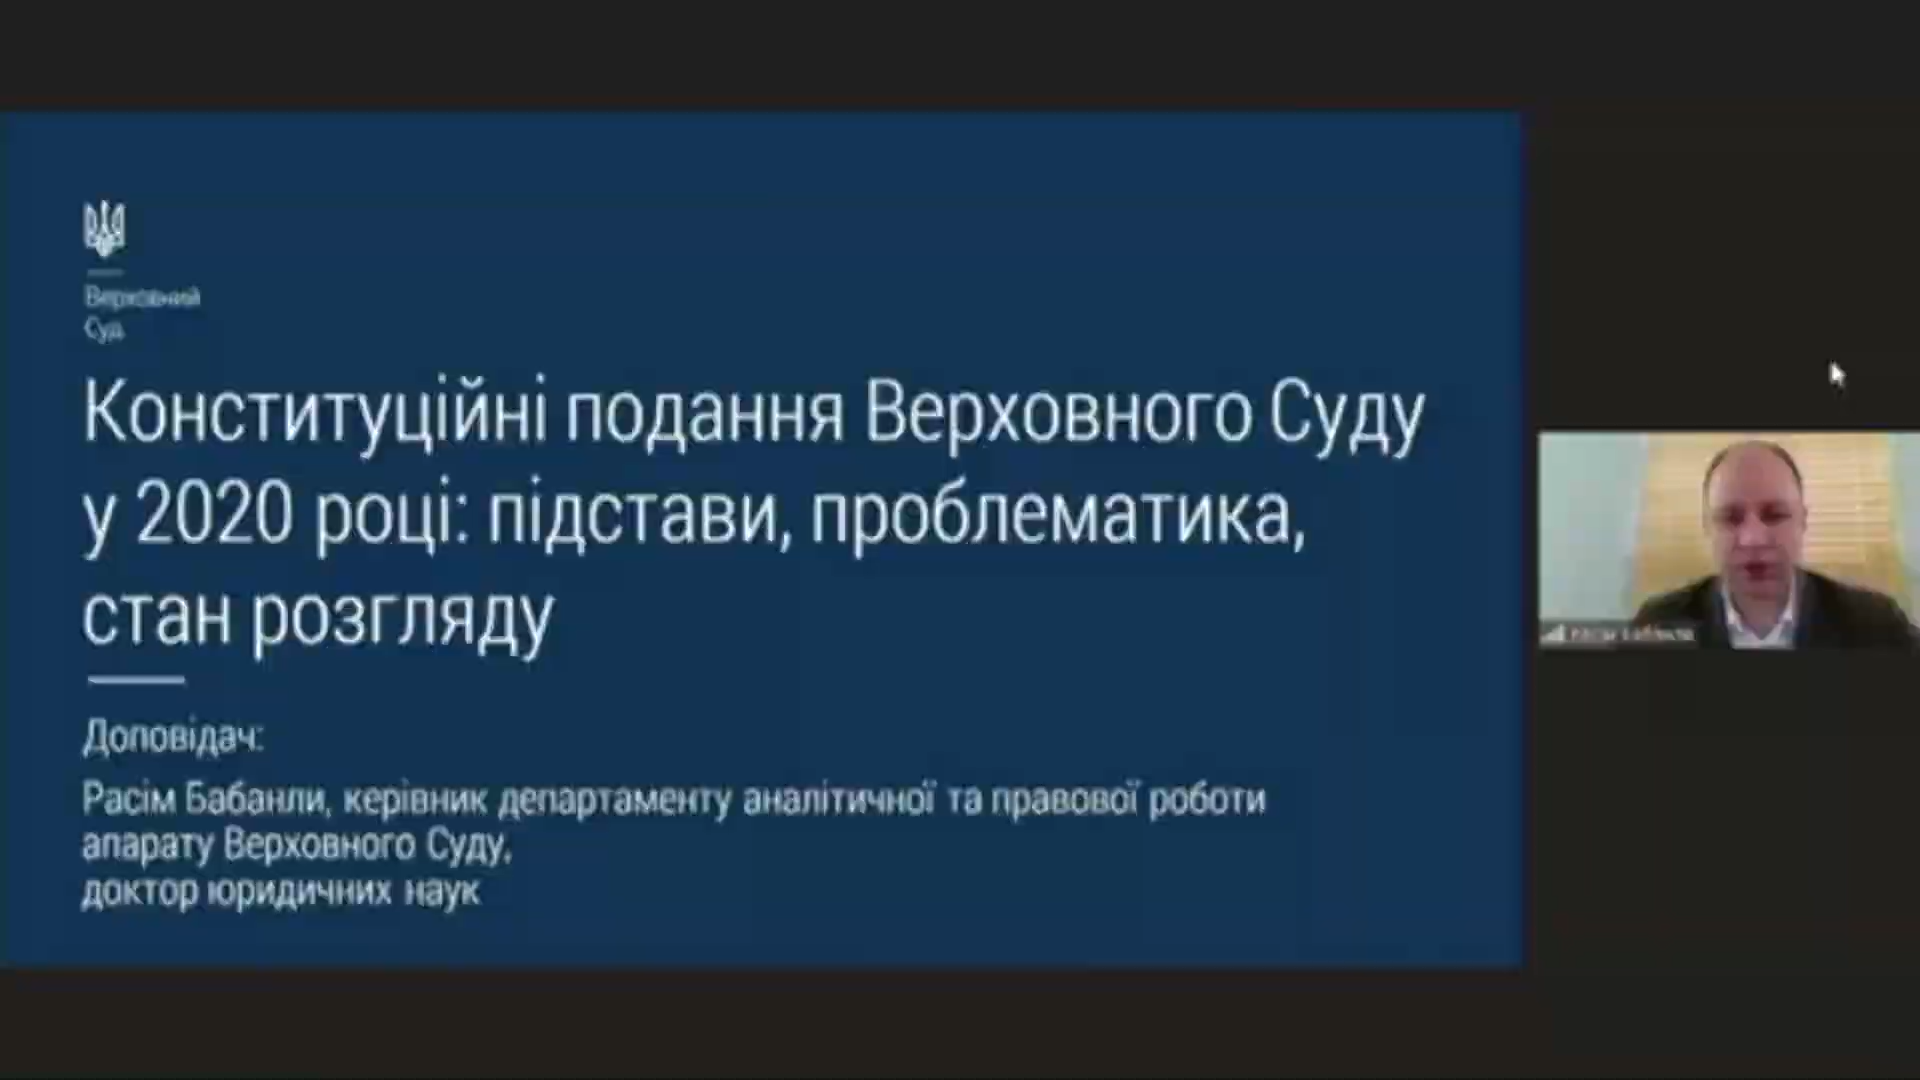 Верховний
Суд
Конституційні подання Верховного Суду
у 2020 році: підстави, проблематика,
стан розгляду
Доповідач:
Расім Бабанли, керівник департаменту аналітичної та правової роботи
апарату Верховного Суду,
доктор юридичних наук